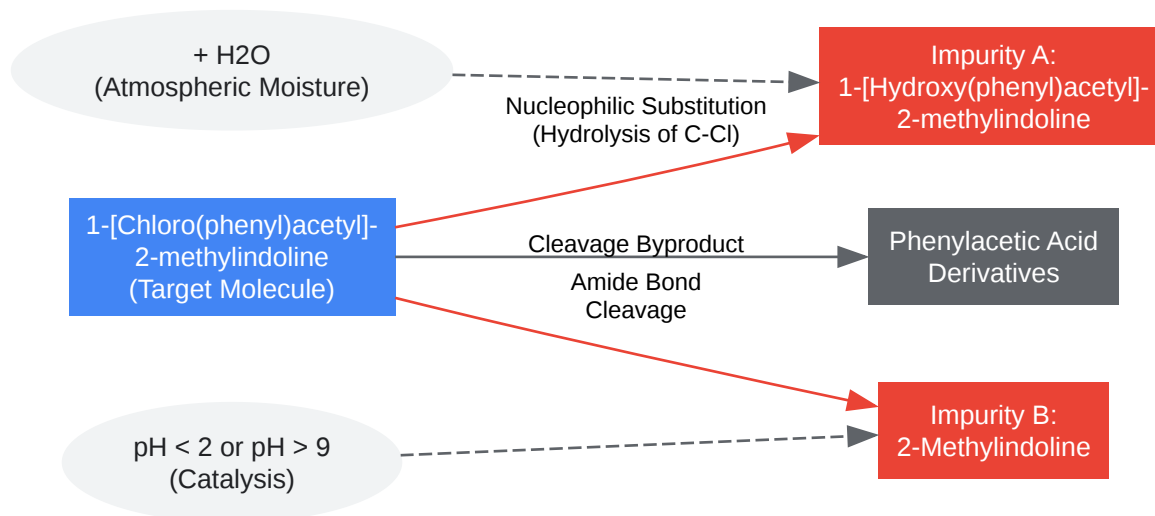 + H2O
(Atmospheric Moisture)
Impurity A:
1-[Hydroxy(phenyl)acetyl]-
2-methylindoline
Nucleophilic Substitution
(Hydrolysis of C-Cl)
1-[Chloro(phenyl)acetyl]-
2-methylindoline
(Target Molecule)
Cleavage Byproduct
Phenylacetic Acid
Derivatives
Amide Bond
Cleavage
pH < 2 or pH > 9
(Catalysis)
Impurity B:
2-Methylindoline